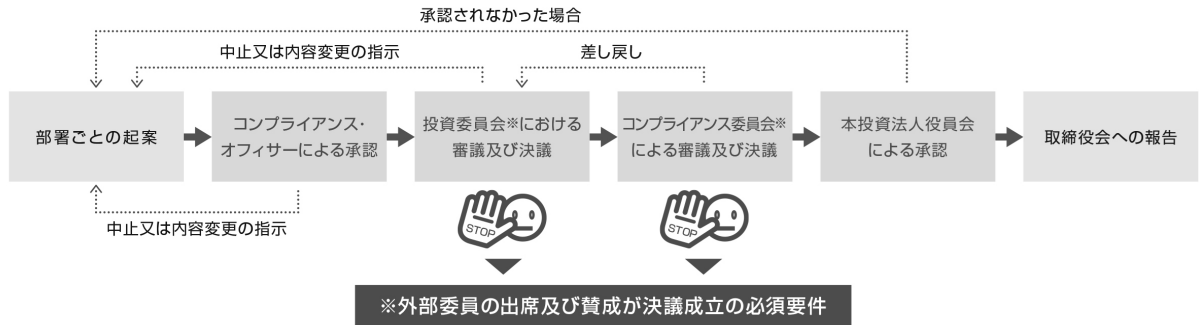 承認されなかった場合
中止又は内容変更の指示
差し戻し
部署ごとの起案
コンプライアンス・
オフィサーによる承認
投資委員会※における
審議及び決議
コンプライアンス委員会※
による審議及び決議
本投資法人役員会
による承認
取締役会への報告
中止又は内容変更の指示
STOP
STOP
※外部委員の出席及び賛成が決議成立の必須要件